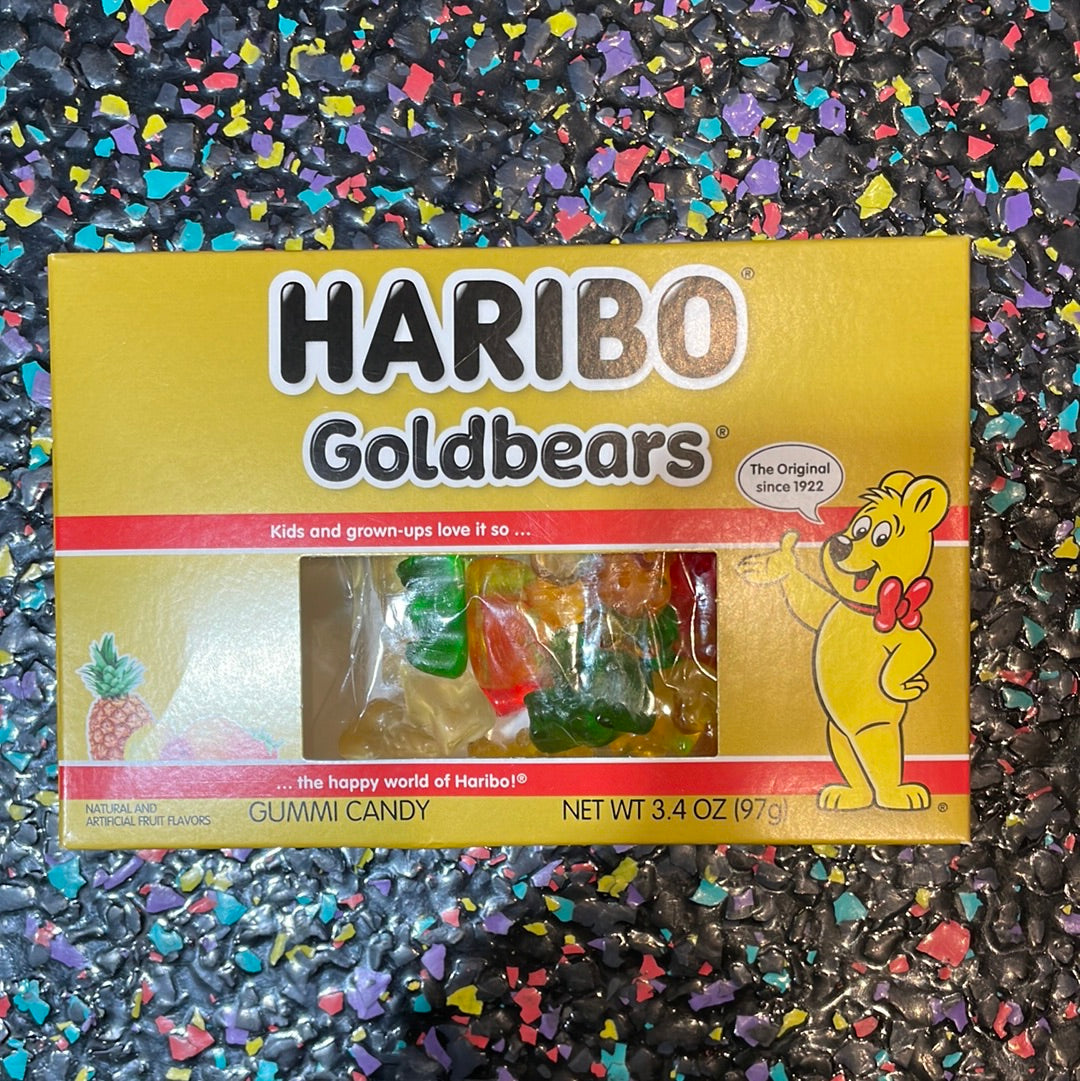 HARIBO®
Goldbears®
The Original
since 1922
Kids and grown-ups love it so ...
... the happy world of Haribo!®
NATURAL AND
ARTIFICIAL FRUIT FLAVORS
GUMMI CANDY
NET WT 3.4 OZ (97g)
®